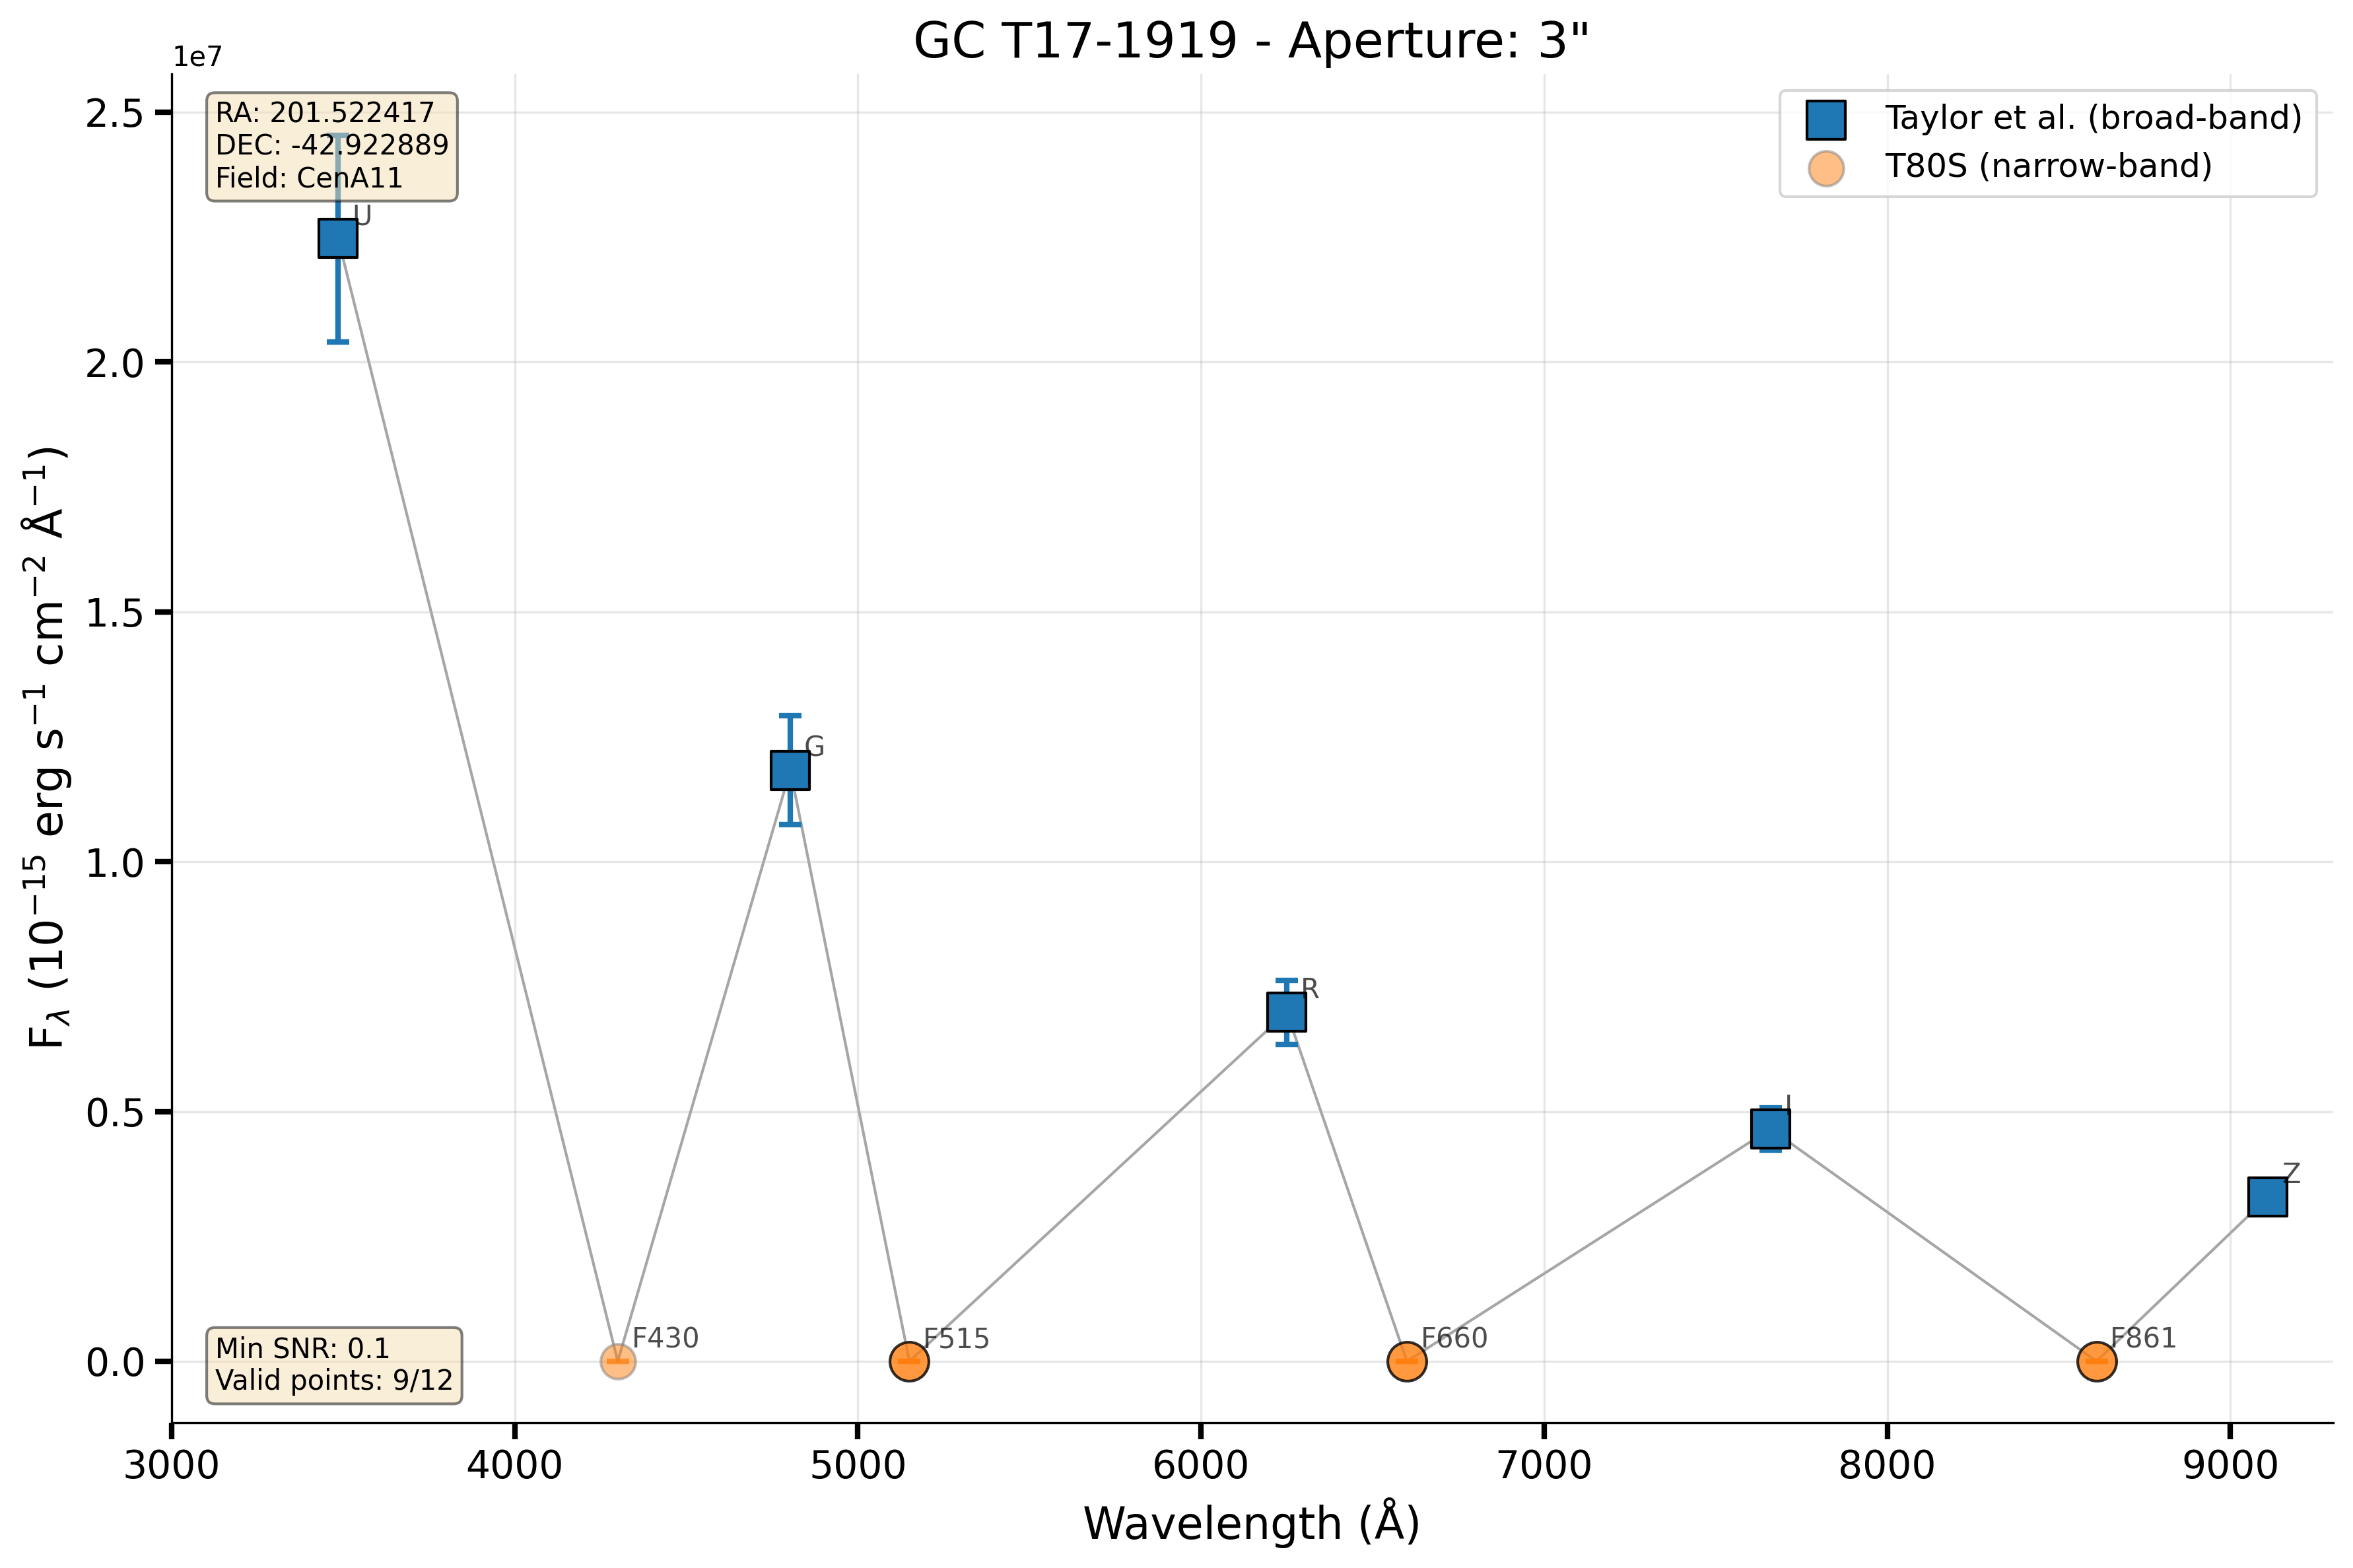 GC T17-1919 - Aperture: 3"
1e7
RA: 201.522417
DEC: -42.922889
Field: CenA11
Taylor et al. (broad-band)
T80S (narrow-band)
2.5
2.0
1.5
1.0
0.5
0.0
F_λ (10⁻¹⁵ erg s⁻¹ cm⁻² Å⁻¹)
U
G
R
I
Z
F430
F515
F660
F861
Min SNR: 0.1
Valid points: 9/12
3000 4000 5000 6000 7000 8000 9000
Wavelength (Å)